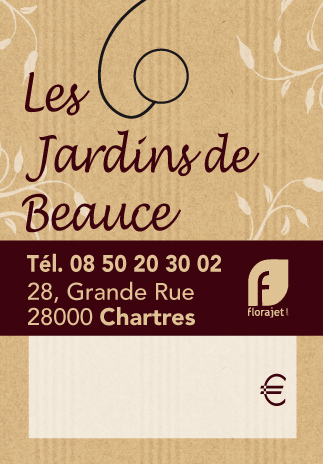 Les
Jardins de
Beauce
Tél. 08 50 20 30 02
28, Grande Rue
28000 Chartres
florajet
€